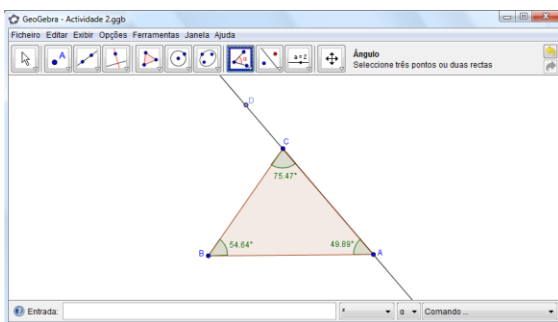 GeoGebra - Actividade 2.ggb
Ficheiro Editar Exibir Opções Ferramentas Janela Ajuda
A
a=2
Ângulo
Seleccione três pontos ou duas rectas
D
C
75.47°
B
54.64°
49.89°
A
Entrada:
²
α
Comando ...